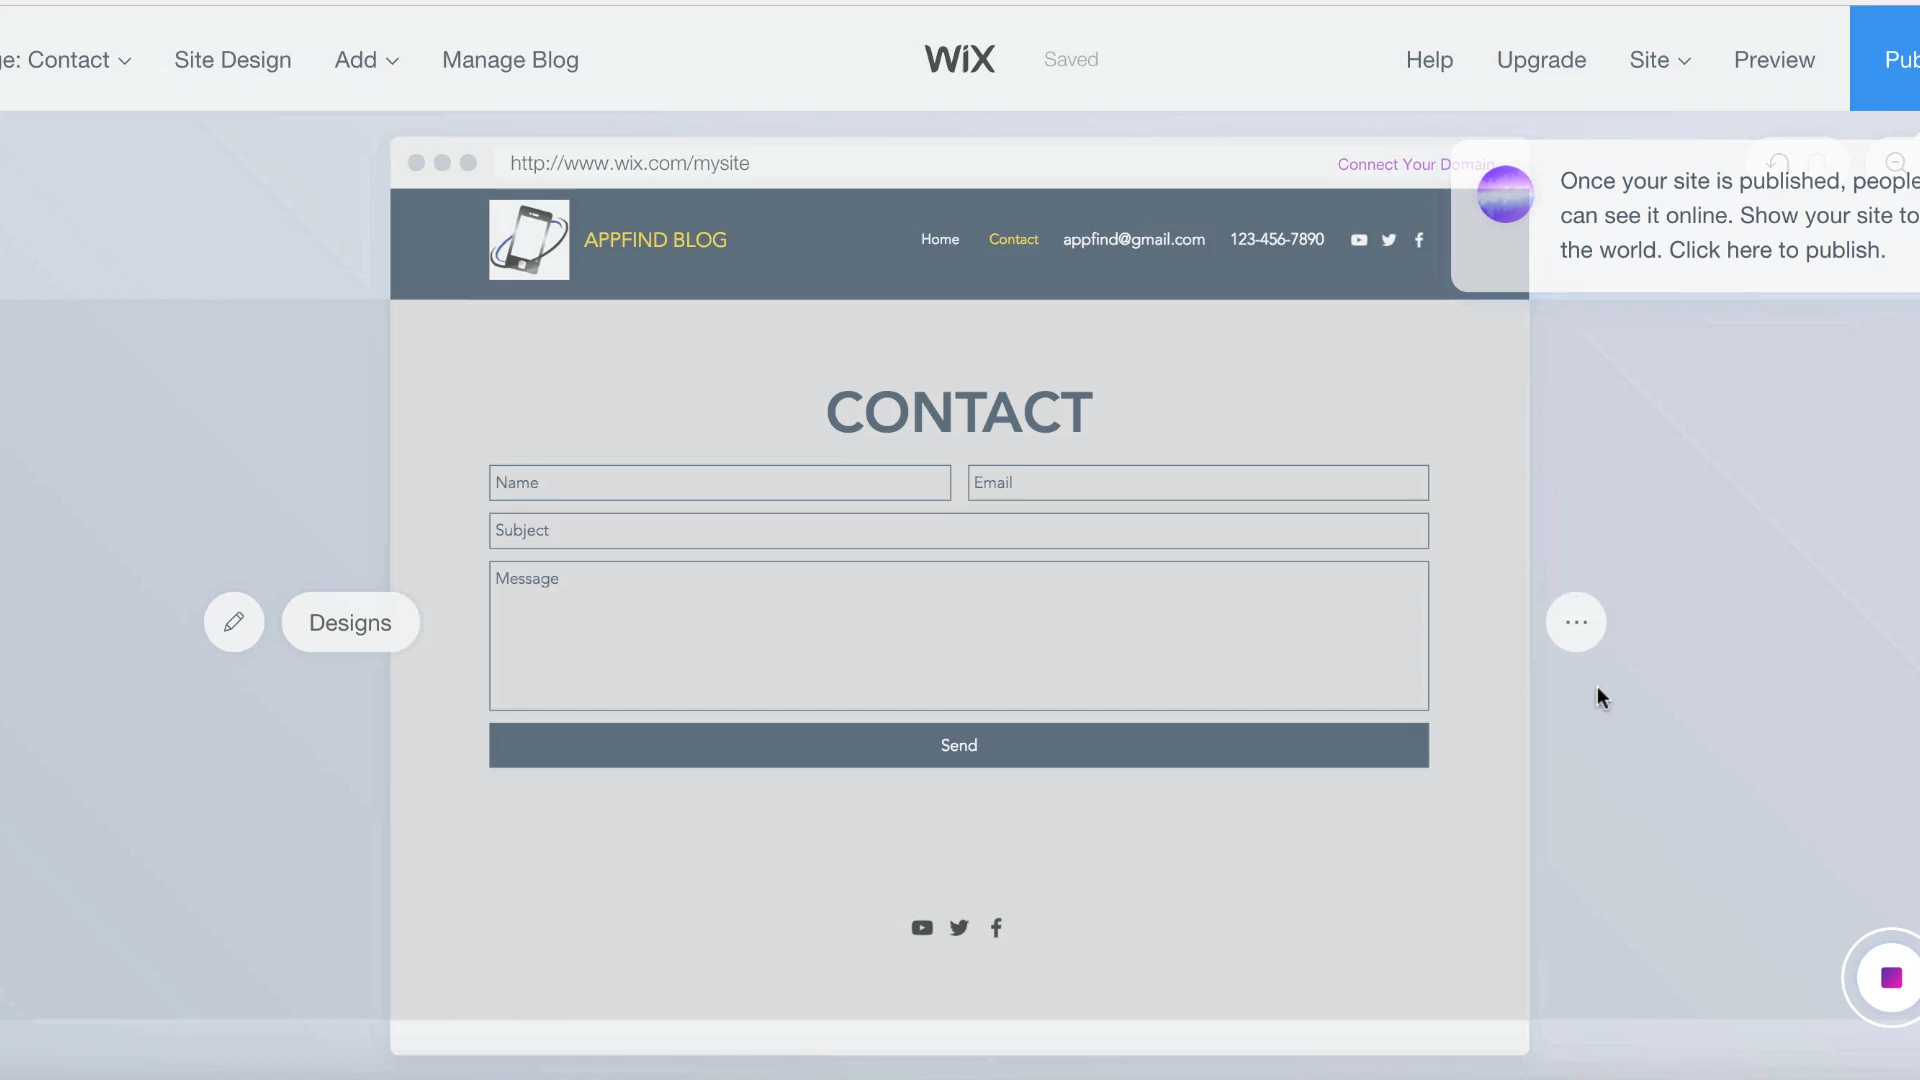 ge: Contact
Site Design
Add
Manage Blog
WiX
Saved
Help
Upgrade
Site
Preview
Pub
http://www.wix.com/mysite
Connect Your Domain
Once your site is published, people
can see it online. Show your site to
the world. Click here to publish.
APPFIND BLOG
Home
Contact
appfind@gmail.com
123-456-7890
CONTACT
Name
Email
Subject
Message
Designs
Send